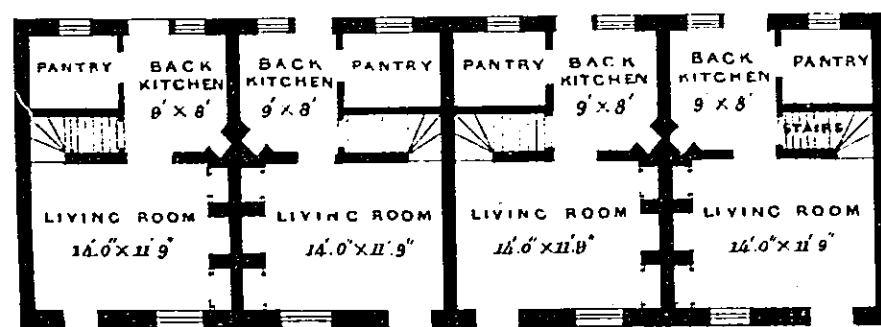 PANTRY
BACK
KITCHEN
9' × 8'
BACK
KITCHEN
9' × 8'
PANTRY
PANTRY
BACK
KITCHEN
9' × 8'
BACK
KITCHEN
9' × 8'
PANTRY
STAIRS
LIVING ROOM
14'.0" × 11' 9"
LIVING ROOM
14'.0" × 11'.9"
LIVING ROOM
14'.0" × 11'.9"
LIVING ROOM
14'.0" × 11' 9"